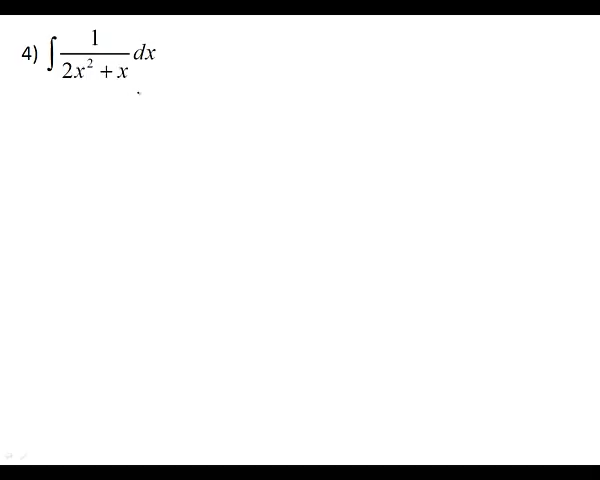 4) ∫ 1/(2x² + x) dx